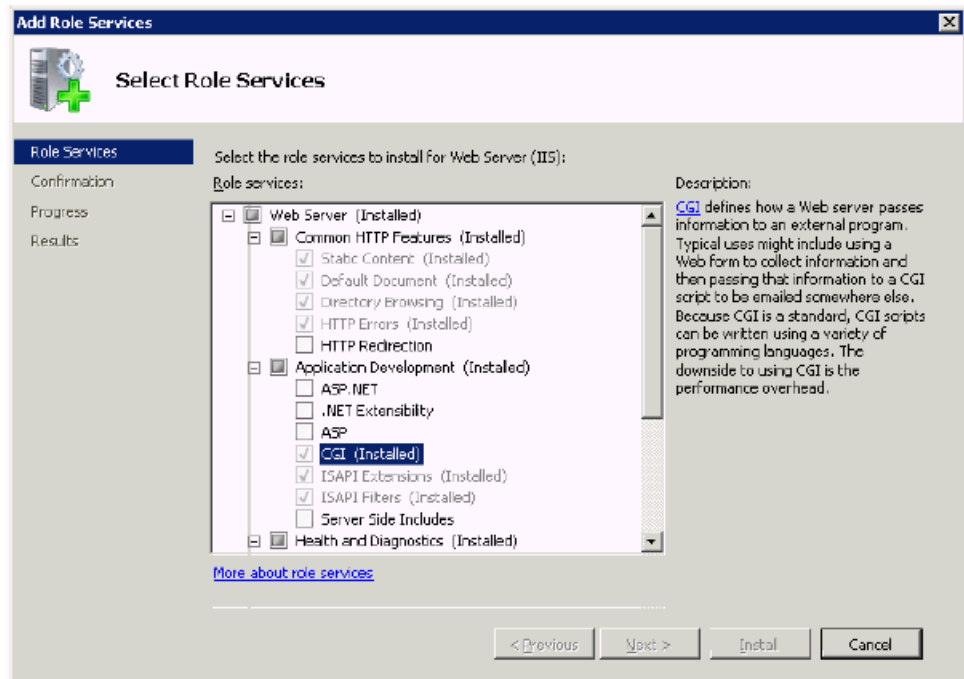 Add Role Services
Select Role Services
Role Services
Confirmation
Progress
Results
Select the role services to install for Web Server (IIS):
Role services:
Web Server (Installed)
Common HTTP Features (Installed)
Static Content (Installed)
Default Document (Installed)
Directory Browsing (Installed)
HTTP Errors (Installed)
HTTP Redirection
Application Development (Installed)
ASP.NET
.NET Extensibility
ASP
CGI (Installed)
ISAPI Extensions (Installed)
ISAPI Filters (Installed)
Server Side Includes
Health and Diagnostics (Installed)
More about role services
Description:
CGI defines how a Web server passes
information to an external program.
Typical uses might include using a
Web form to collect information and
then passing that information to a CGI
script to be emailed somewhere else.
Because CGI is a standard, CGI scripts
can be written using a variety of
programming languages. The
downside to using CGI is the
performance overhead.
< Previous
Next >
Install
Cancel